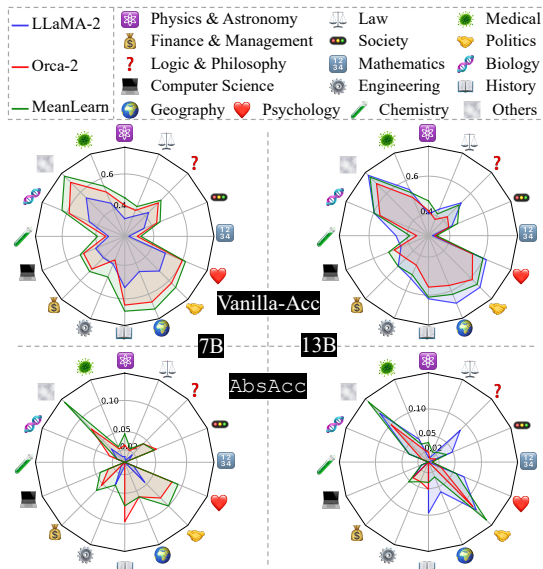 LLaMA-2 Physics & Astronomy Law Medical
Finance & Management Society Politics
Orca-2 Logic & Philosophy Mathematics Biology
Computer Science Engineering History
MeanLearn Geography Psychology Chemistry Others
0.6
0.4
0.6
0.4
Vanilla-Acc
7B
13B
AbsAcc
0.10
0.05
0.02
0.10
0.05
0.02